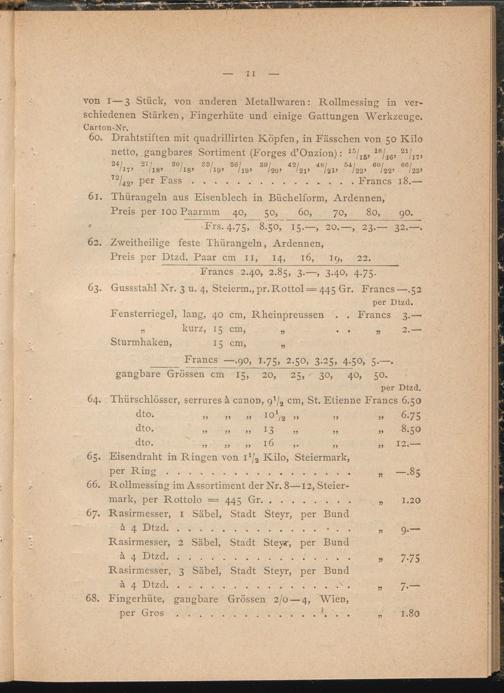 — 11 —
von 1—3 Stück, von anderen Metallwaren: Rollmessing in ver-
schiedenen Stärken, Fingerhüte und einige Gattungen Werkzeuge.
Carton-Nr.
60. Drahtstiften mit quadrillirten Köpfen, in Fässchen von 50 Kilo
netto, gangbares Sortiment (Forges d'Onzion): 15/15, 18/16, 21/17,
24/17, 27/18, 30/18, 33/19, 36/19, 39/20, 42/21, 48/21, 54/22, 60/22, 66/23,
72/42, per Fass . . . . . . . . . . . . . . Francs 18.—
61. Thürangeln aus Eisenblech in Büchelform, Ardennen,
Preis per 100 Paar mm 40, 50, 60, 70, 80, 90.
Frs. 4.75, 8.50, 15.—, 20.—, 23.— 32.—.
62. Zweitheilige feste Thürangeln, Ardennen,
Preis per Dtzd. Paar cm 11, 14, 16, 19, 22.
Francs 2.40, 2.85, 3.—, 3.40, 4.75.
63. Gussstahl Nr. 3 u. 4, Steierm., pr. Rottol = 445 Gr. Francs —.52
per Dtzd.
Fensterriegel, lang, 40 cm, Rheinpreussen . . Francs 3.—
„ kurz, 15 cm, „ . . „ 2.—
Sturmhaken, 15 cm, „
Francs —.90, 1.75, 2.50, 3.25, 4.50, 5.—.
gangbare Grössen cm 15, 20, 25, 30, 40, 50.
per Dtzd.
64. Thürschlösser, serrures à canon, 9 1/2 cm, St. Etienne Francs 6.50
dto. „ „ „ 10 1/2 „ „ „ 6.75
dto. „ „ „ 13 „ „ „ 8.50
dto. „ „ „ 16 „ „ „ 12.—
65. Eisendraht in Ringen von 1 1/2 Kilo, Steiermark,
per Ring . . . . . . . . . . . . . . . . „ —.85
66. Rollmessing im Assortiment der Nr. 8—12, Steier-
mark, per Rottolo = 445 Gr. . . . . . . . . „ 1.20
67. Rasirmesser, 1 Säbel, Stadt Steyr, per Bund
à 4 Dtzd. . . . . . . . . . . . . . . . . „ 9.—
Rasirmesser, 2 Säbel, Stadt Steyr, per Bund
à 4 Dtzd. . . . . . . . . . . . . . . . . „ 7.75
Rasirmesser, 3 Säbel, Stadt Steyr, per Bund
à 4 Dtzd. . . . . . . . . . . . . . . . . „ 7.—
68. Fingerhüte, gangbare Grössen 2/0—4, Wien,
per Gros . . . . . . . . . . . . . . . . „ 1.80